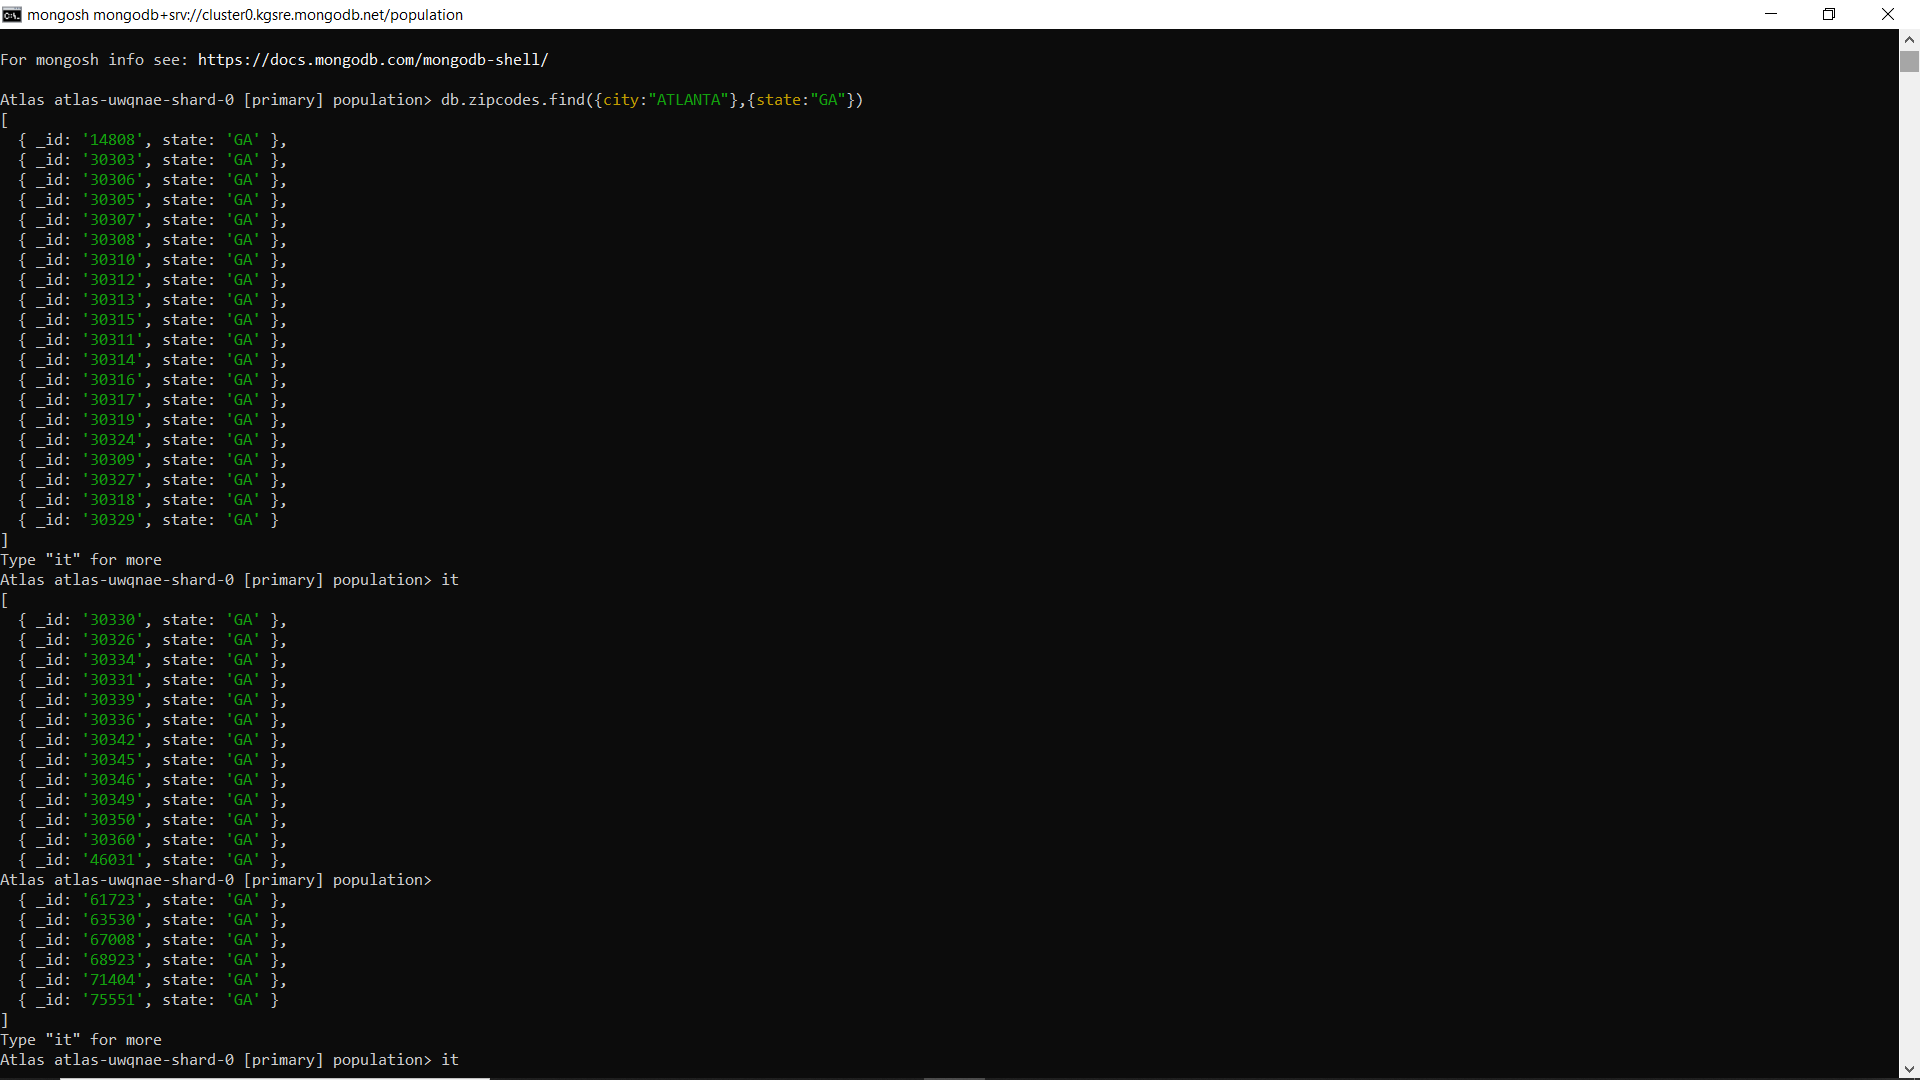 mongosh mongodb+srv://cluster0.kgsre.mongodb.net/population
For mongosh info see: https://docs.mongodb.com/mongodb-shell/
Atlas atlas-uwqnae-shard-0 [primary] population> db.zipcodes.find({city:"ATLANTA"},{state:"GA"})
[
  { _id: '14808', state: 'GA' },
  { _id: '30303', state: 'GA' },
  { _id: '30306', state: 'GA' },
  { _id: '30305', state: 'GA' },
  { _id: '30307', state: 'GA' },
  { _id: '30308', state: 'GA' },
  { _id: '30310', state: 'GA' },
  { _id: '30312', state: 'GA' },
  { _id: '30313', state: 'GA' },
  { _id: '30315', state: 'GA' },
  { _id: '30311', state: 'GA' },
  { _id: '30314', state: 'GA' },
  { _id: '30316', state: 'GA' },
  { _id: '30317', state: 'GA' },
  { _id: '30319', state: 'GA' },
  { _id: '30324', state: 'GA' },
  { _id: '30309', state: 'GA' },
  { _id: '30327', state: 'GA' },
  { _id: '30318', state: 'GA' },
  { _id: '30329', state: 'GA' }
]
Type "it" for more
Atlas atlas-uwqnae-shard-0 [primary] population> it
[
  { _id: '30330', state: 'GA' },
  { _id: '30326', state: 'GA' },
  { _id: '30334', state: 'GA' },
  { _id: '30331', state: 'GA' },
  { _id: '30339', state: 'GA' },
  { _id: '30336', state: 'GA' },
  { _id: '30342', state: 'GA' },
  { _id: '30345', state: 'GA' },
  { _id: '30346', state: 'GA' },
  { _id: '30349', state: 'GA' },
  { _id: '30350', state: 'GA' },
  { _id: '30360', state: 'GA' },
  { _id: '46031', state: 'GA' },
Atlas atlas-uwqnae-shard-0 [primary] population>
  { _id: '61723', state: 'GA' },
  { _id: '63530', state: 'GA' },
  { _id: '67008', state: 'GA' },
  { _id: '68923', state: 'GA' },
  { _id: '71404', state: 'GA' },
  { _id: '75551', state: 'GA' }
]
Type "it" for more
Atlas atlas-uwqnae-shard-0 [primary] population> it